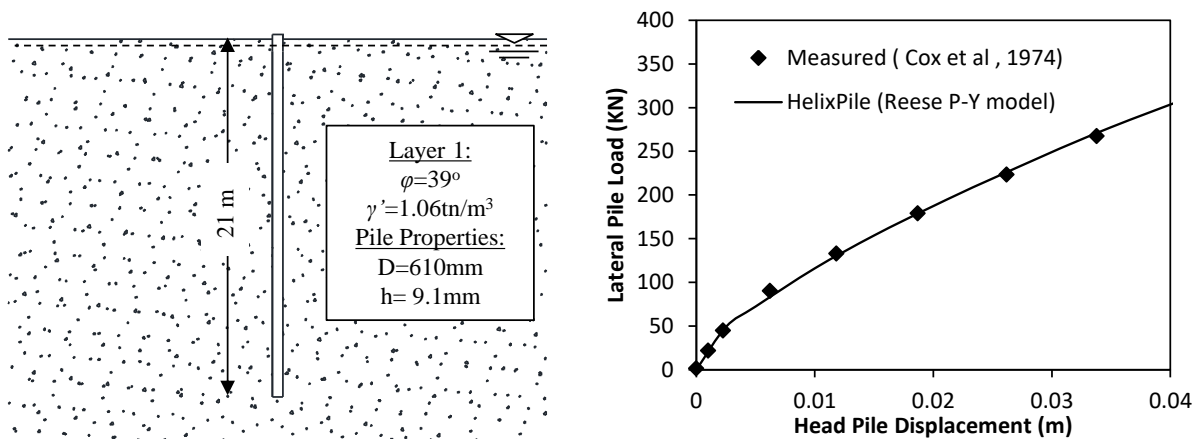 21 m
Layer 1:
φ=39°
γ’=1.06tn/m³
Pile Properties:
D=610mm
h= 9.1mm
Lateral Pile Load (KN)
400
350
300
250
200
150
100
50
0
Measured ( Cox et al , 1974)
HelixPile (Reese P-Y model)
0 0.01 0.02 0.03 0.04
Head Pile Displacement (m)